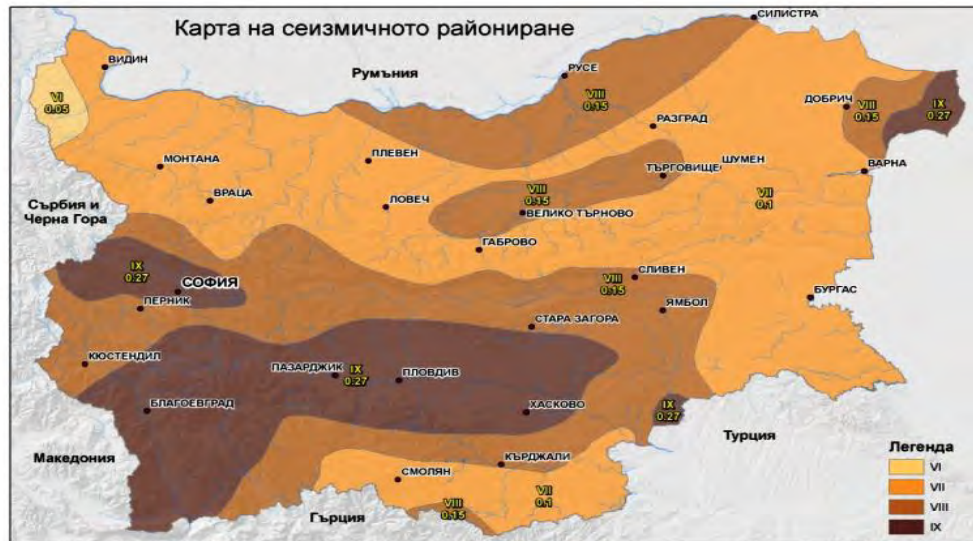 Карта на сеизмичното райониране
СИЛИСТРА
ВИДИН
Румъния
РУСЕ
VI
0.05
VIII
0.15
ДОБРИЧ
VIII
0.15
IX
0.27
РАЗГРАД
МОНТАНА
ПЛЕВЕН
ТЪРГОВИЩЕ
ШУМЕН
ВАРНА
ВРАЦА
ЛОВЕЧ
VIII
0.15
VII
0.1
Сърбия и
Черна Гора
ВЕЛИКО ТЪРНОВО
ГАБРОВО
IX
0.27
СОФИЯ
VIII
0.15
СЛИВЕН
БУРГАС
ПЕРНИК
ЯМБОЛ
СТАРА ЗАГОРА
КЮСТЕНДИЛ
ПАЗАРДЖИК
IX
0.27
ПЛОВДИВ
БЛАГОЕВГРАД
ХАСКОВО
IX
0.27
Турция
Македония
КЪРДЖАЛИ
СМОЛЯН
VII
0.1
VIII
0.15
Гърция
Легенда
VI
VII
VIII
IX